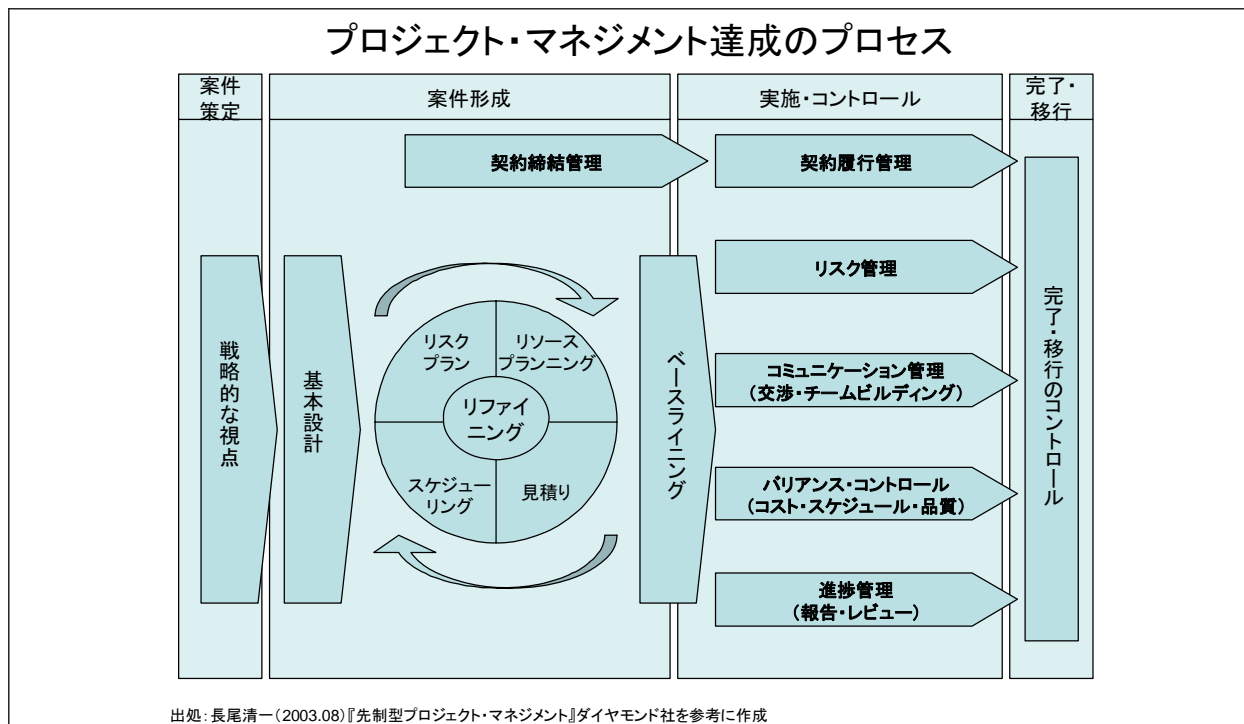 プロジェクト・マネジメント達成のプロセス
案件
策定
案件形成
実施・コントロール
完了・
移行
契約締結管理
契約履行管理
リスク管理
戦略的な視点
基本設計
リスク
プラン
リソース
プランニング
リファイ
ニング
スケジュー
リング
見積り
ベースライニング
コミュニケーション管理
(交渉・チームビルディング)
バリアンス・コントロール
(コスト・スケジュール・品質)
進捗管理
(報告・レビュー)
完了・移行のコントロール
出処:長尾清一(2003.08)『先制型プロジェクト・マネジメント』ダイヤモンド社を参考に作成